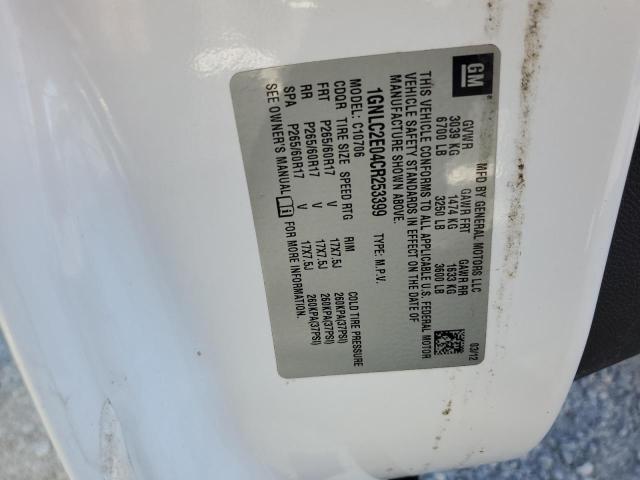 GM
MFD BY GENERAL MOTORS LLC
03/12
GVWR GAWR FRT GAWR RR
3039 KG 1474 KG 1633 KG
6700 LB 3250 LB 3600 LB
THIS VEHICLE CONFORMS TO ALL APPLICABLE U.S. FEDERAL MOTOR
VEHICLE SAFETY STANDARDS IN EFFECT ON THE DATE OF
MANUFACTURE SHOWN ABOVE.
1GNLC2E04CR253399 TYPE: M.P.V.
MODEL: C10706
CDQR TIRE SIZE SPEED RTG RIM COLD TIRE PRESSURE
FRT P265/60R17 V 17X7.5J 260KPA(37PSI)
RR P265/60R17 V 17X7.5J 260KPA(37PSI)
SPA P265/60R17 V 17X7.5J 260KPA(37PSI)
SEE OWNER'S MANUAL FOR MORE INFORMATION.